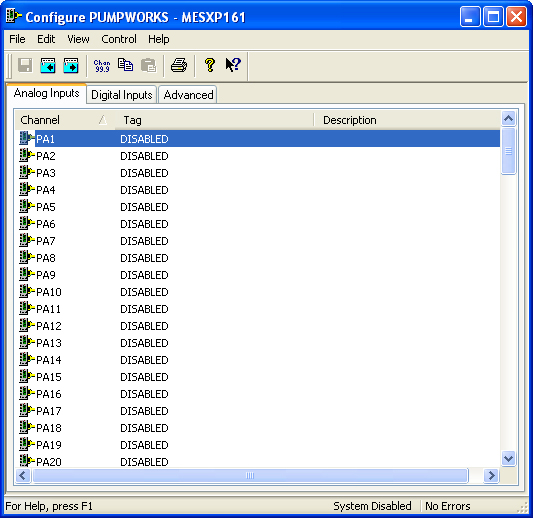 Configure PUMPWORKS - MESXP161
File Edit View Control Help
Chan
99.9
Analog Inputs Digital Inputs Advanced
Channel Tag Description
PA1 DISABLED
PA2 DISABLED
PA3 DISABLED
PA4 DISABLED
PA5 DISABLED
PA6 DISABLED
PA7 DISABLED
PA8 DISABLED
PA9 DISABLED
PA10 DISABLED
PA11 DISABLED
PA12 DISABLED
PA13 DISABLED
PA14 DISABLED
PA15 DISABLED
PA16 DISABLED
PA17 DISABLED
PA18 DISABLED
PA19 DISABLED
PA20 DISABLED
For Help, press F1 System Disabled No Errors